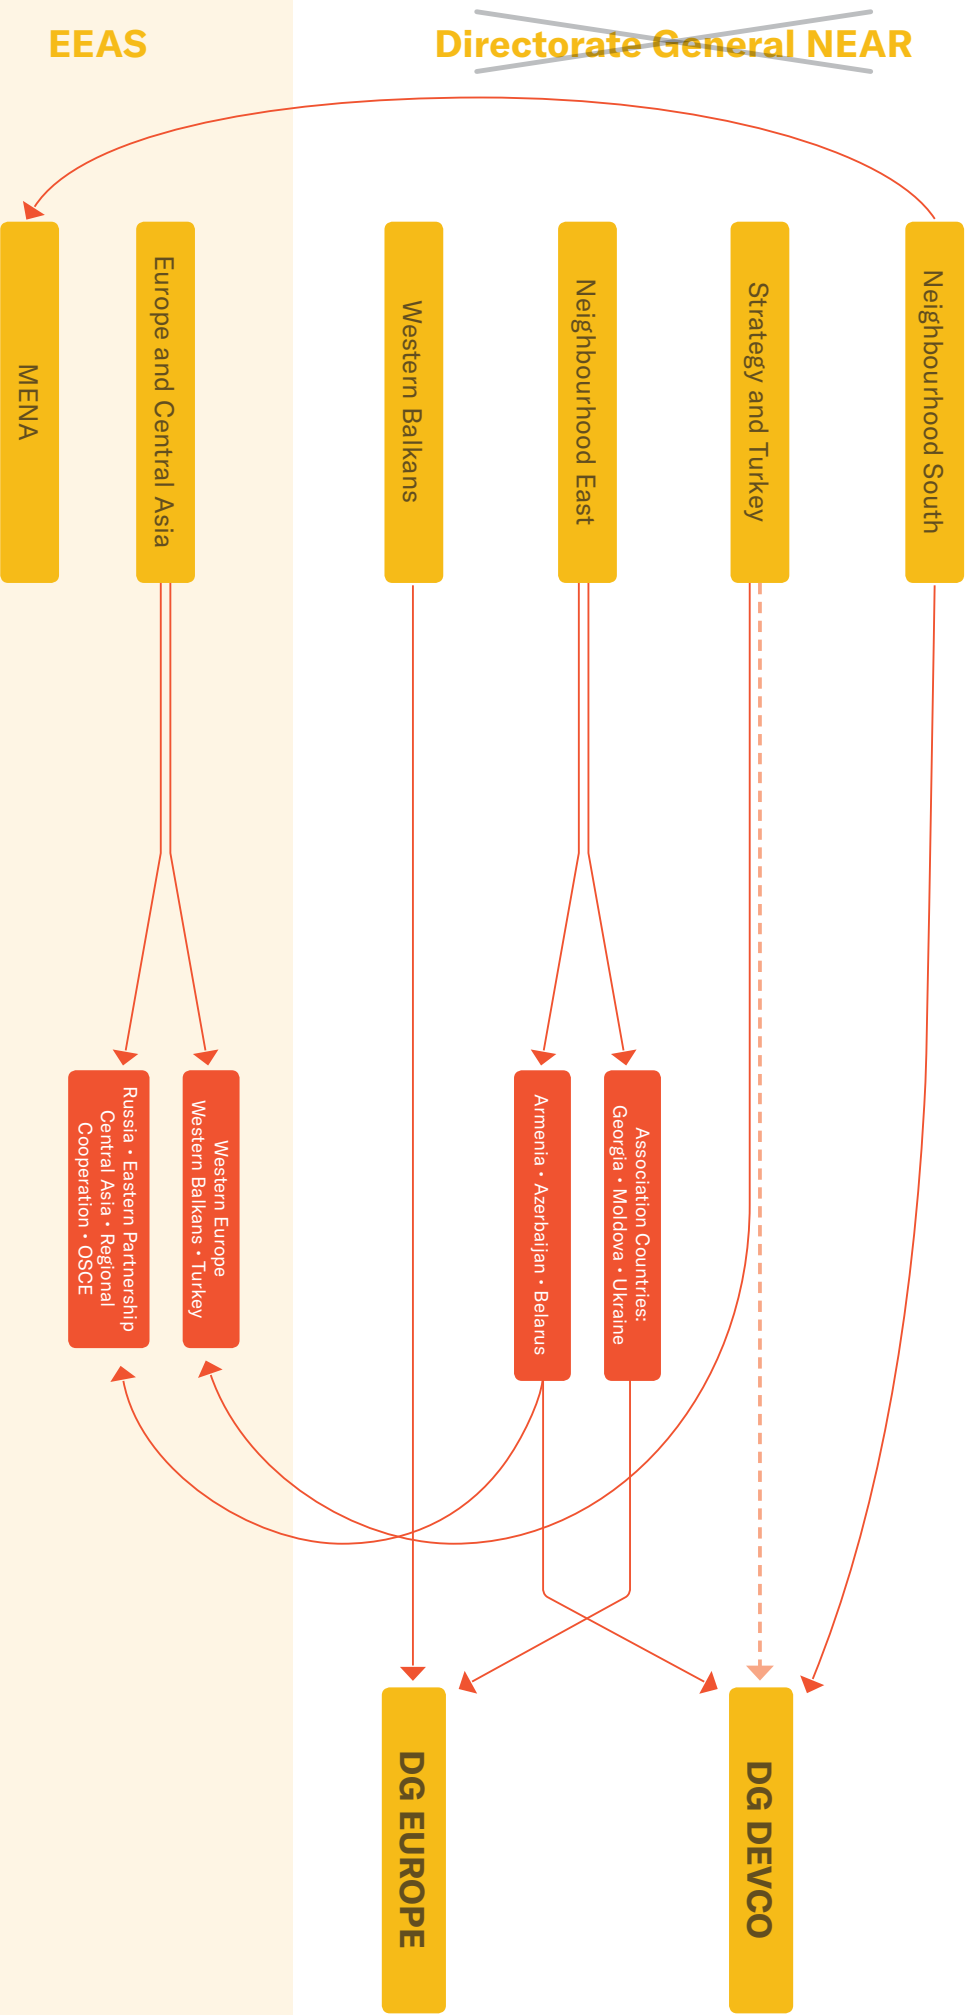 EEAS
Directorate General NEAR
MENA
Europe and Central Asia
Western Balkans
Neighbourhood East
Strategy and Turkey
Neighbourhood South
Russia • Eastern Partnership
Central Asia • Regional
Cooperation • OSCE
Western Europe
Western Balkans • Turkey
Armenia • Azerbaijan • Belarus
Association Countries:
Georgia • Moldova • Ukraine
DG EUROPE
DG DEVCO